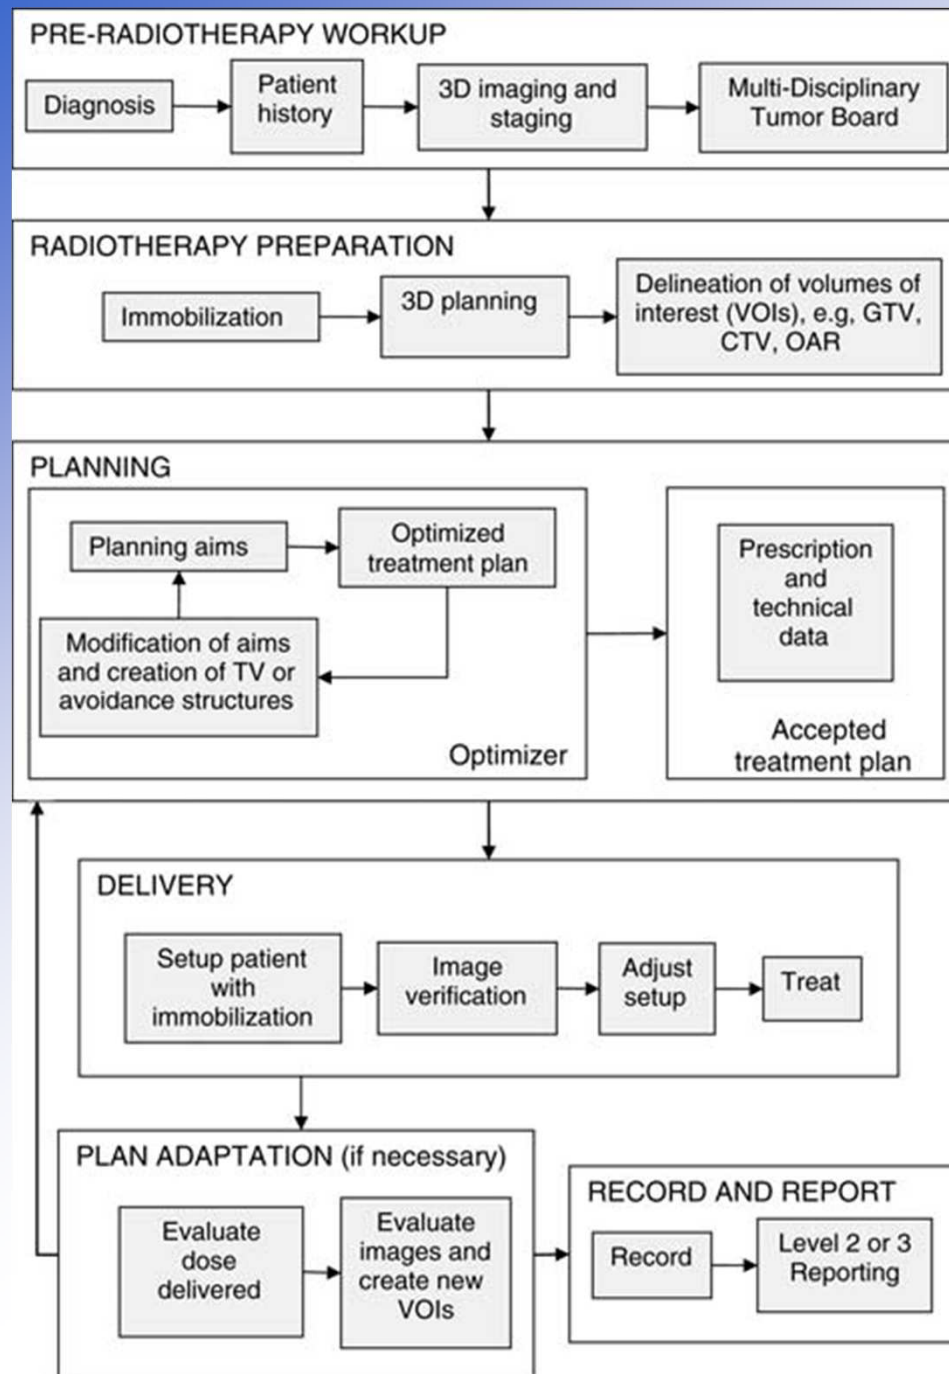 PRE-RADIOTHERAPY WORKUP
Diagnosis
Patient
history
3D imaging and
staging
Multi-Disciplinary
Tumor Board
RADIOTHERAPY PREPARATION
Immobilization
3D planning
Delineation of volumes of
interest (VOIs), e.g, GTV,
CTV, OAR
PLANNING
Planning aims
Optimized
treatment plan
Modification of aims
and creation of TV or
avoidance structures
Optimizer
Prescription
and
technical
data
Accepted
treatment plan
DELIVERY
Setup patient
with
immobilization
Image
verification
Adjust
setup
Treat
PLAN ADAPTATION (if necessary)
Evaluate
dose
delivered
Evaluate
images and
create new
VOIs
RECORD AND REPORT
Record
Level 2 or 3
Reporting